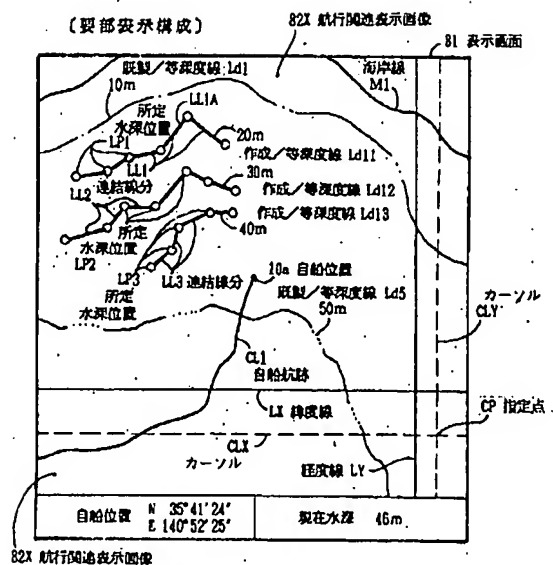 〔要部表示構成〕
82X 航行関連表示画像
81 表示画面
既製/等深度線 Ld1
海岸線
M1
10m
所定
水深位置
LL1A
LP1
20m
LL1
作成/等深度線 Ld11
LL2
連結線分
30m
作成/等深度線 Ld12
所定
水深位置
作成/等深度線 Ld13
40m
LP2
LP3
LL3 連結線分
10a 自船位置
所定
水深位置
既製/等深度線 Ld5
50m
カーソル
CLY
CL1
自船航跡
LX 緯度線
CP 指定点
CLX
カーソル
経度線 LY
自船位置 N 35°41'24"
E 140°52'25"
現在水深 46m
82X 航行関連表示画像